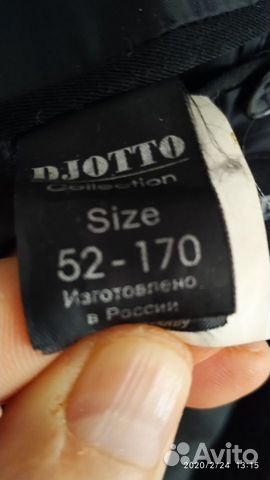 DJOTTO
Collection
Size
52-170
Изготовлено
в России
2020/2/24 13:15
Avito